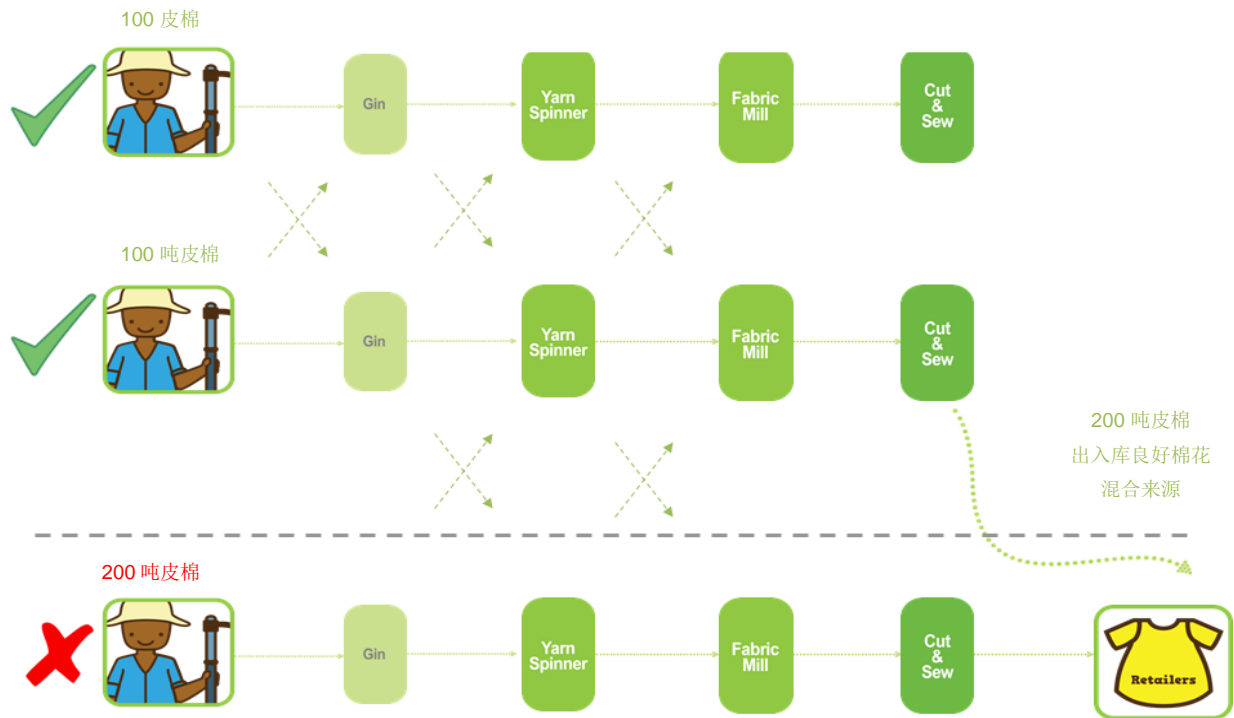 100 皮棉
Gin
Yarn
Spinner
Fabric
Mill
Cut
&
Sew
100 吨皮棉
Gin
Yarn
Spinner
Fabric
Mill
Cut
&
Sew
200 吨皮棉
出入库良好棉花
混合来源
200 吨皮棉
Gin
Yarn
Spinner
Fabric
Mill
Cut
&
Sew
Retailers